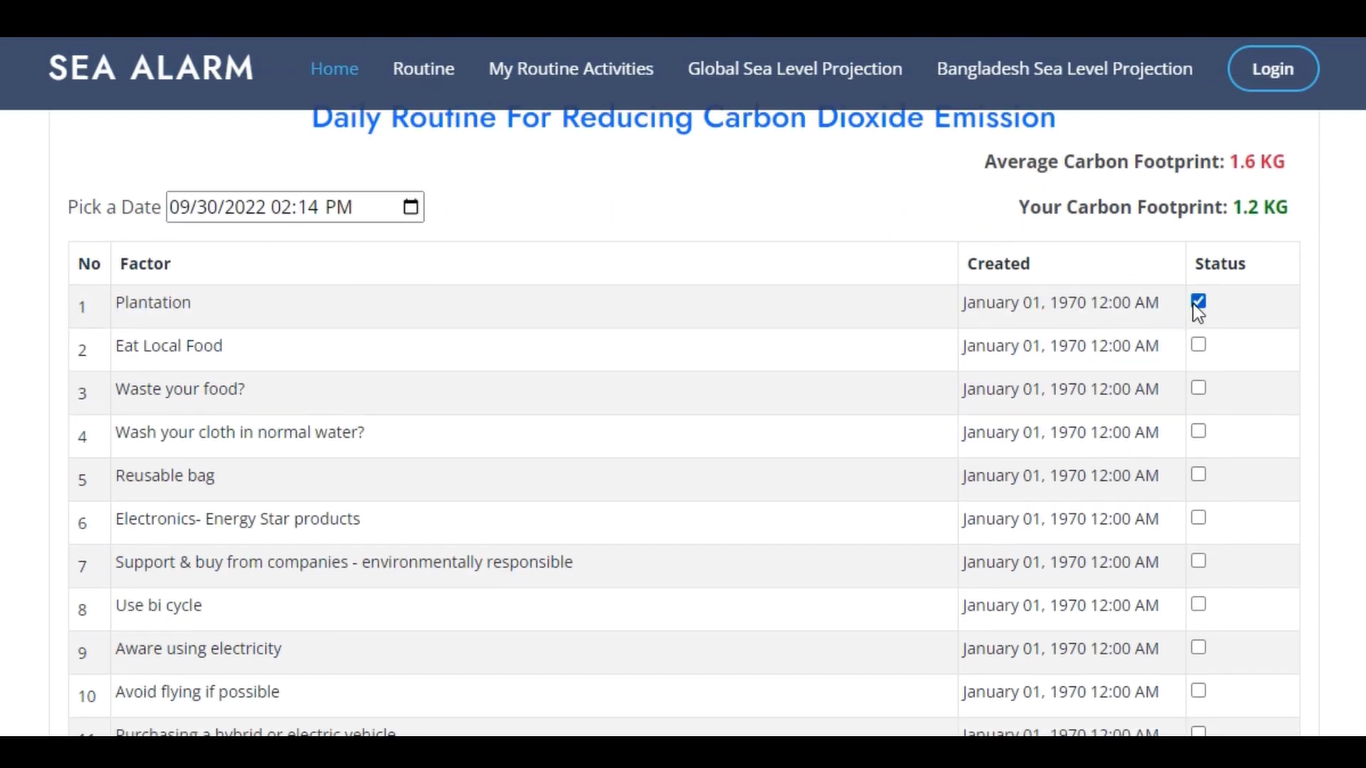 SEA ALARM Home Routine My Routine Activities Global Sea Level Projection Bangladesh Sea Level Projection Login
Daily Routine For Reducing Carbon Dioxide Emission
Average Carbon Footprint: 1.6 KG
Pick a Date 09/30/2022 02:14 PM Your Carbon Footprint: 1.2 KG
No Factor Created Status
1 Plantation January 01, 1970 12:00 AM
2 Eat Local Food January 01, 1970 12:00 AM
3 Waste your food? January 01, 1970 12:00 AM
4 Wash your cloth in normal water? January 01, 1970 12:00 AM
5 Reusable bag January 01, 1970 12:00 AM
6 Electronics- Energy Star products January 01, 1970 12:00 AM
7 Support & buy from companies - environmentally responsible January 01, 1970 12:00 AM
8 Use bi cycle January 01, 1970 12:00 AM
9 Aware using electricity January 01, 1970 12:00 AM
10 Avoid flying if possible January 01, 1970 12:00 AM
11 Purchasing a hybrid or electric vehicle January 01, 1970 12:00 AM